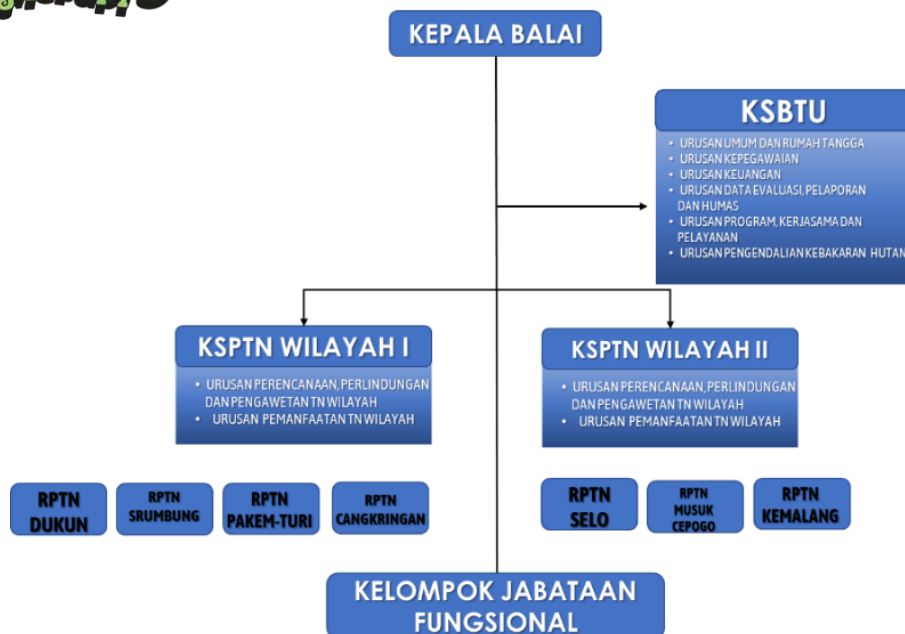 KEPALA BALAI
KSBTU
• URUSAN UMUM DAN RUMAH TANGGA
• URUSAN KEPEGAWAIAN
• URUSAN KEUANGAN
• URUSAN DATA EVALUASI, PELAPORAN
DAN HUMAS
• URUSAN PROGRAM, KERJASAMA DAN
PELAYANAN
• URUSAN PENGENDALIAN KEBAKARAN HUTAN
KSPTN WILAYAH I
• URUSAN PERENCANAAN, PERLINDUNGAN
DAN PENGAWETAN TN WILAYAH
• URUSAN PEMANFAATAN TN WILAYAH
KSPTN WILAYAH II
• URUSAN PERENCANAAN, PERLINDUNGAN
DAN PENGAWETAN TN WILAYAH
• URUSAN PEMANFAATAN TN WILAYAH
RPTN
DUKUN
RPTN
SRUMBUNG
RPTN
PAKEM-TURI
RPTN
CANGKRINGAN
RPTN
SELO
RPTN
MUSUK
CEPOGO
RPTN
KEMALANG
KELOMPOK JABATAAN
FUNGSIONAL